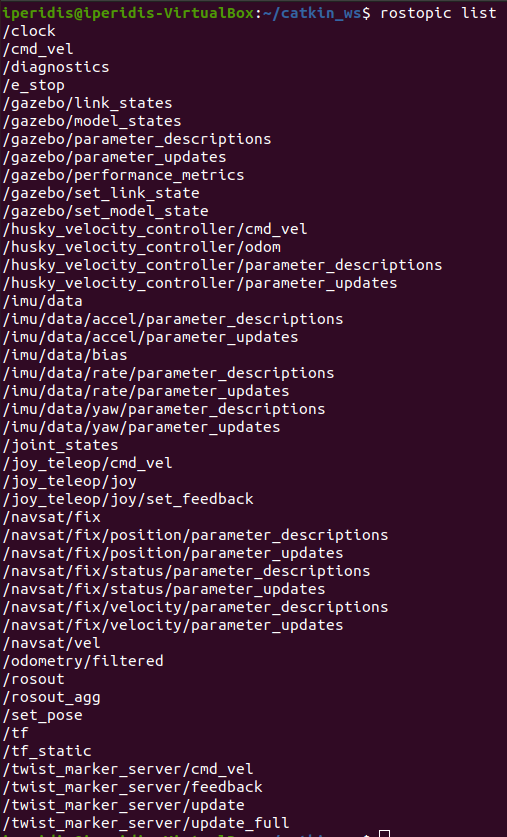 iperidis@iperidis-VirtualBox:~/catkin_ws$ rostopic list
/clock
/cmd_vel
/diagnostics
/e_stop
/gazebo/link_states
/gazebo/model_states
/gazebo/parameter_descriptions
/gazebo/parameter_updates
/gazebo/performance_metrics
/gazebo/set_link_state
/gazebo/set_model_state
/husky_velocity_controller/cmd_vel
/husky_velocity_controller/odom
/husky_velocity_controller/parameter_descriptions
/husky_velocity_controller/parameter_updates
/imu/data
/imu/data/accel/parameter_descriptions
/imu/data/accel/parameter_updates
/imu/data/bias
/imu/data/rate/parameter_descriptions
/imu/data/rate/parameter_updates
/imu/data/yaw/parameter_descriptions
/imu/data/yaw/parameter_updates
/joint_states
/joy_teleop/cmd_vel
/joy_teleop/joy
/joy_teleop/joy/set_feedback
/navsat/fix
/navsat/fix/position/parameter_descriptions
/navsat/fix/position/parameter_updates
/navsat/fix/status/parameter_descriptions
/navsat/fix/status/parameter_updates
/navsat/fix/velocity/parameter_descriptions
/navsat/fix/velocity/parameter_updates
/navsat/vel
/odometry/filtered
/rosout
/rosout_agg
/set_pose
/tf
/tf_static
/twist_marker_server/cmd_vel
/twist_marker_server/feedback
/twist_marker_server/update
/twist_marker_server/update_full